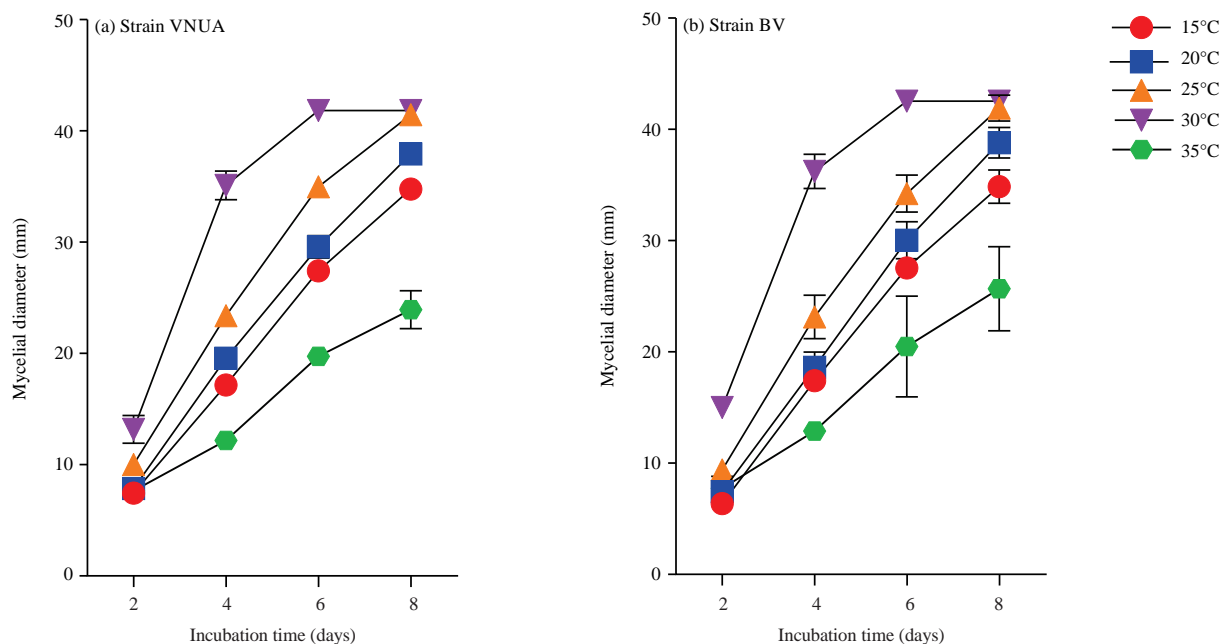 (a) Strain VNUA
50
40
30
20
10
0
Mycelial diameter (mm)
2 4 6 8
Incubation time (days)
(b) Strain BV
50
40
30
20
10
0
Mycelial diameter (mm)
2 4 6 8
Incubation time (days)
15°C
20°C
25°C
30°C
35°C